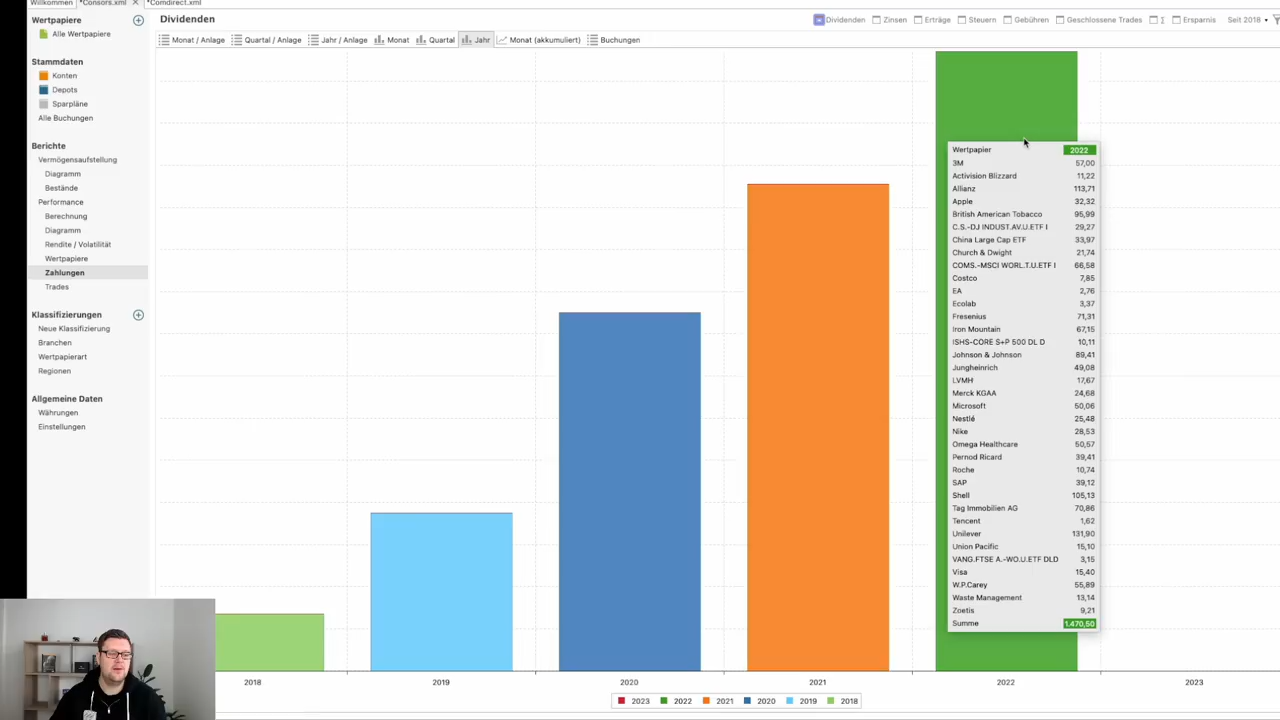 Willkommen *Consors.xml *Comdirect.xml
Wertpapiere
Alle Wertpapiere
Stammdaten
Konten
Depots
Sparpläne
Alle Buchungen
Berichte
Vermögensaufstellung
Diagramm
Bestände
Performance
Berechnung
Diagramm
Rendite / Volatilität
Wertpapiere
Zahlungen
Trades
Klassifizierungen
Neue Klassifizierung
Branchen
Wertpapierart
Regionen
Allgemeine Daten
Währungen
Einstellungen
Dividenden
Dividenden Zinsen Erträge Steuern Gebühren Geschlossene Trades Σ Ersparnis Seit 2018
Monat / Anlage Quartal / Anlage Jahr / Anlage Monat Quartal Jahr Monat (akkumuliert) Buchungen
Wertpapier 2022
3M 57,00
Activision Blizzard 11,22
Allianz 113,71
Apple 32,32
British American Tobacco 95,99
C.S.-DJ INDUST.AV.U.ETF I 29,27
China Large Cap ETF 33,97
Church & Dwight 21,74
COMS.-MSCI WORL.T.U.ETF I 66,58
Costco 7,85
EA 2,76
Ecolab 3,37
Fresenius 71,31
Iron Mountain 67,15
ISHS-CORE S+P 500 DL D 10,11
Johnson & Johnson 89,41
Jungheinrich 49,08
LVMH 17,67
Merck KGAA 24,68
Microsoft 50,06
Nestlé 25,48
Nike 28,53
Omega Healthcare 50,57
Pernod Ricard 39,41
Roche 10,74
SAP 39,12
Shell 105,13
Tag Immobilien AG 70,86
Tencent 1,62
Unilever 131,90
Union Pacific 15,10
VANG.FTSE A.-WO.U.ETF DLD 3,15
Visa 15,40
W.P.Carey 55,89
Waste Management 13,14
Zoetis 9,21
Summe 1.470,50
2018 2019 2020 2021 2022 2023
2023 2022 2021 2020 2019 2018